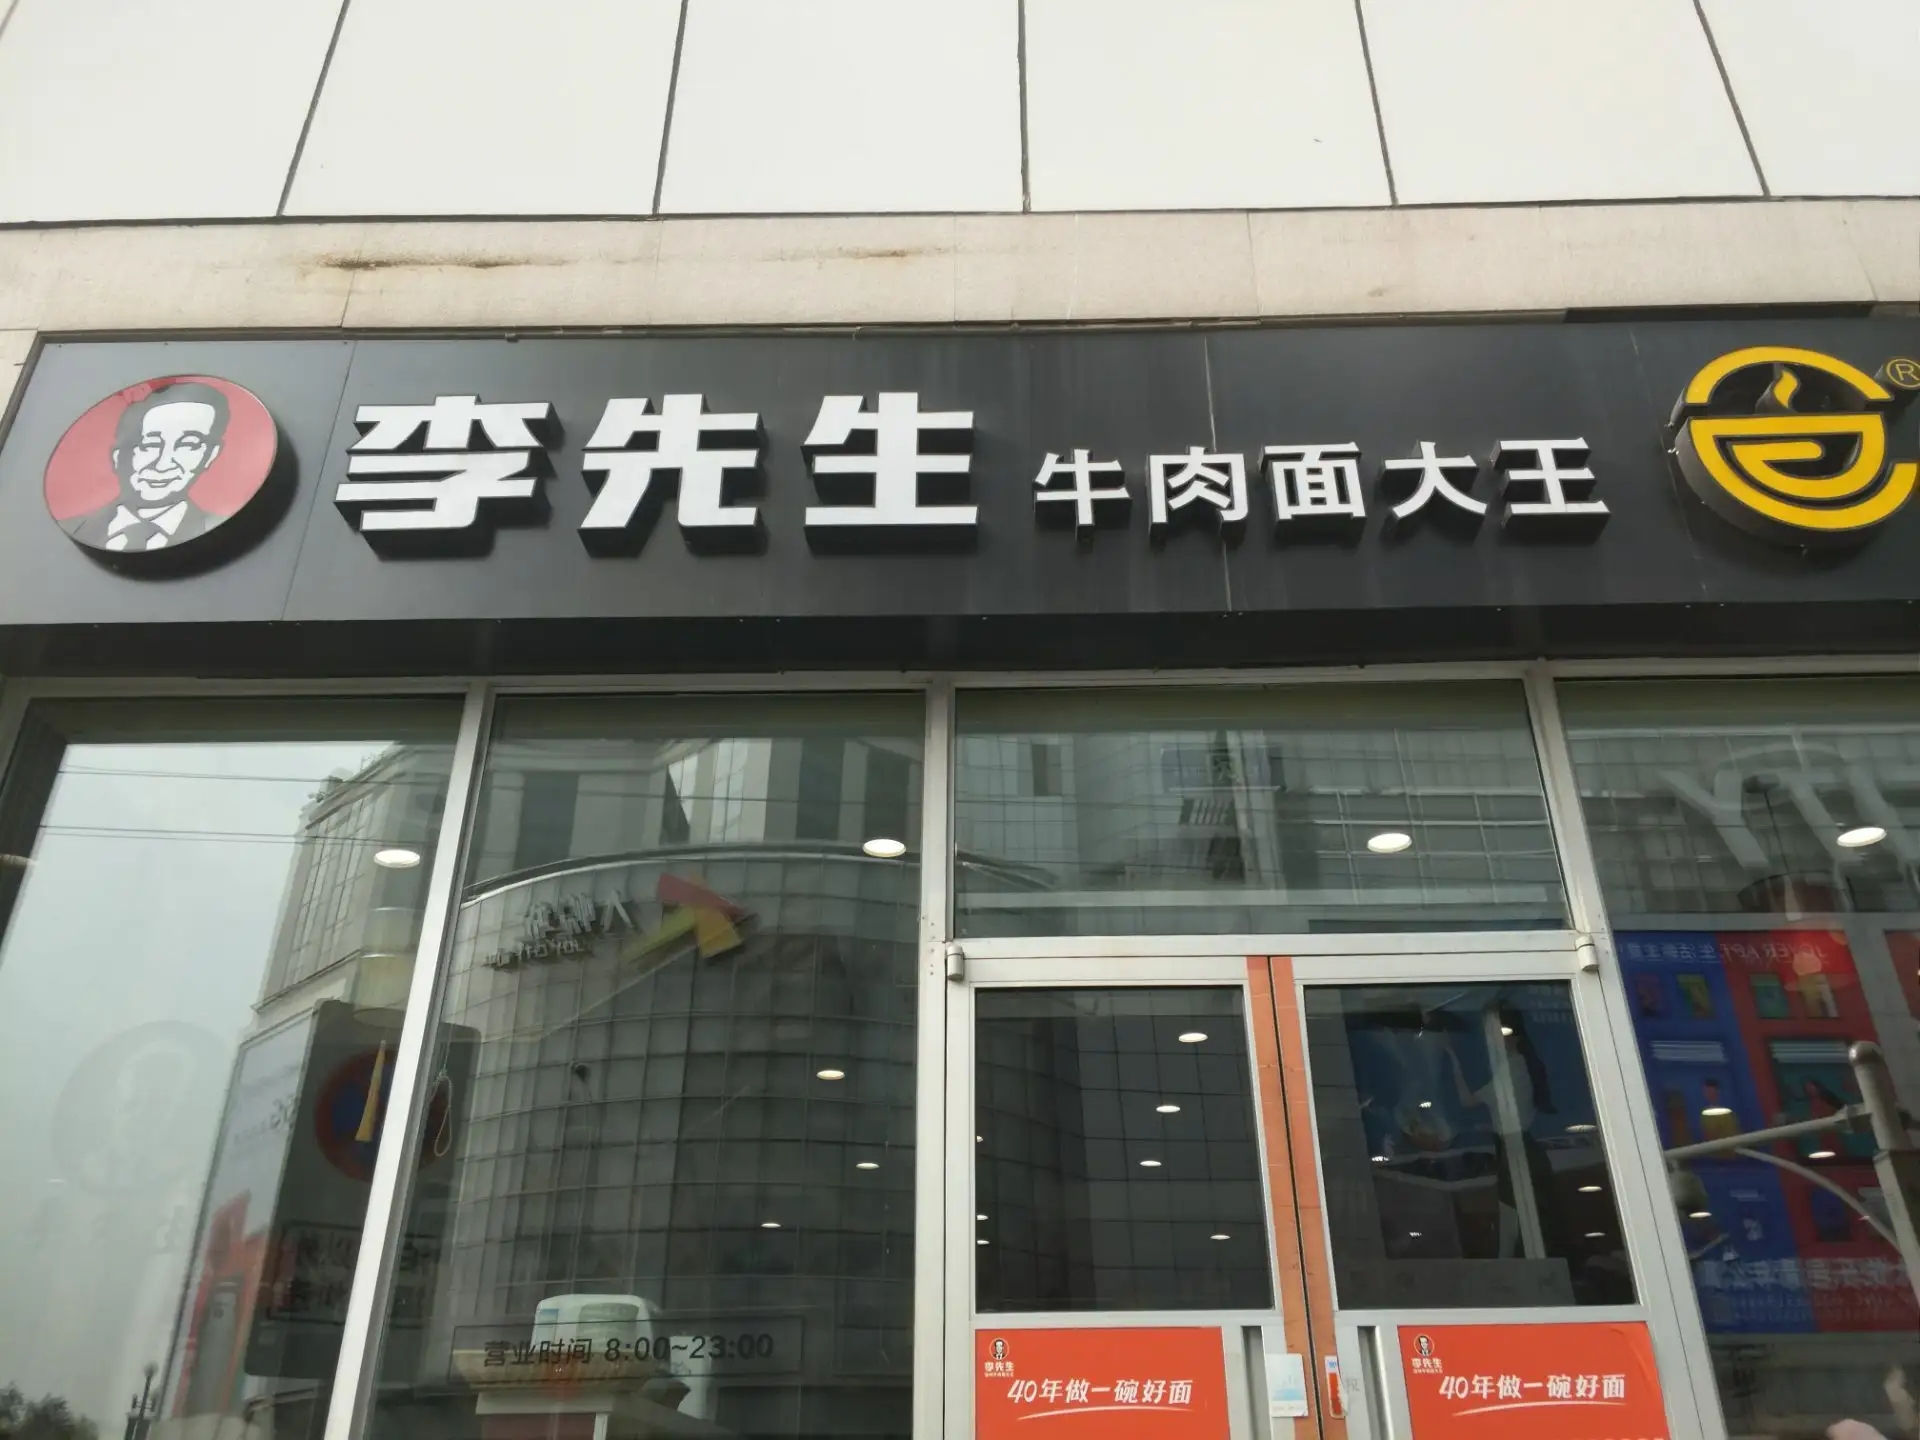 李先生 牛肉面大王 ®
营业时间 8:00~23:00
李先生
40年做一碗好面
李先生
40年做一碗好面